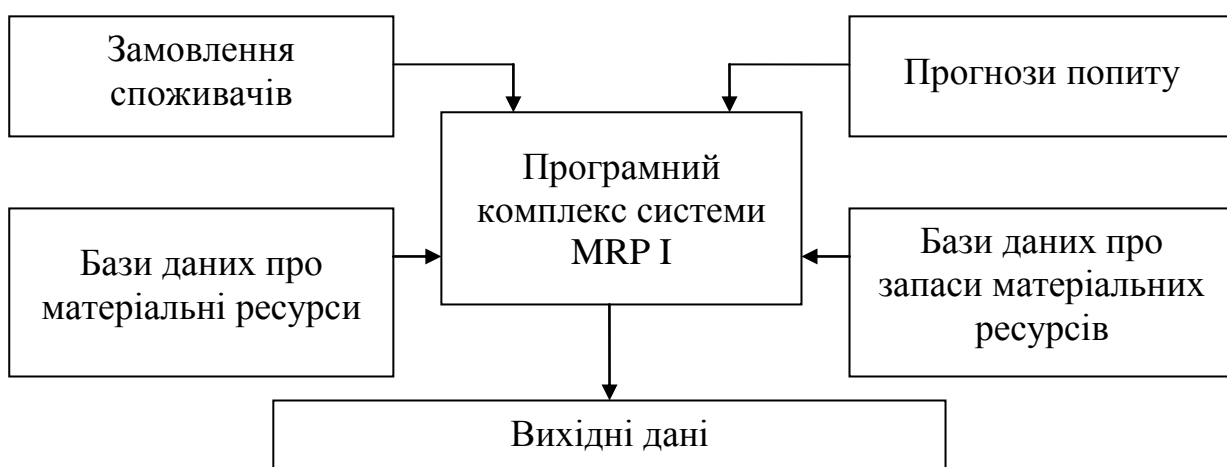 Замовлення
споживачів
Прогнози попиту
Програмний
комплекс системи
MRP I
Бази даних про
матеріальні ресурси
Бази даних про
запаси матеріальних
ресурсів
Вихідні дані